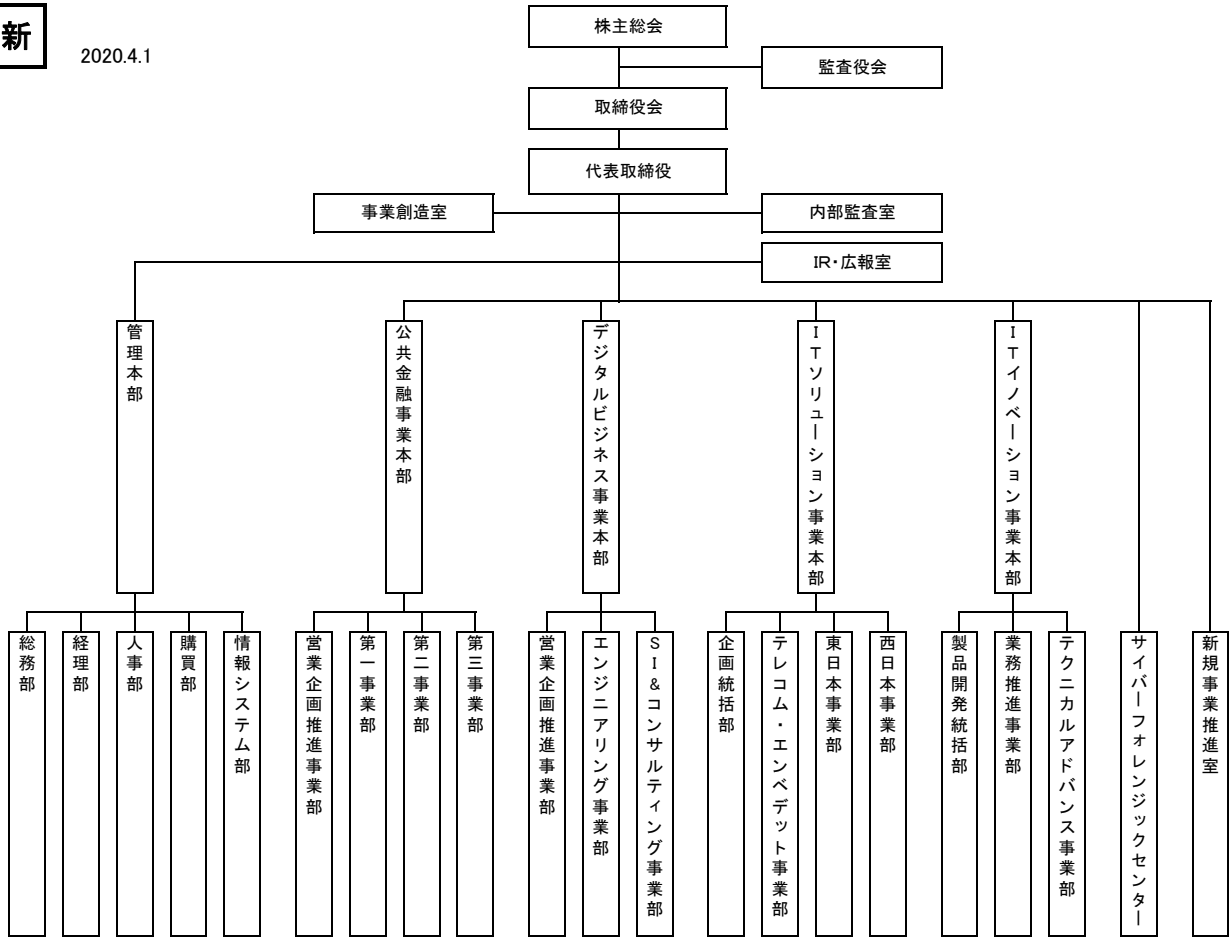 新
2020.4.1
株主総会
監査役会
取締役会
代表取締役
事業創造室
内部監査室
IR・広報室
管理本部
公共金融事業本部
デジタルビジネス事業本部
ITソリューション事業本部
ITイノベーション事業本部
総務部
経理部
人事部
購買部
情報システム部
営業企画推進事業部
第一事業部
第二事業部
第三事業部
営業企画推進事業部
エンジニアリング事業部
SI&コンサルティング事業部
企画統括部
テレコム・エンベデット事業部
東日本事業部
西日本事業部
製品開発統括部
業務推進事業部
テクニカルアドバンス事業部
サイバーフォレンジックセンター
新規事業推進室